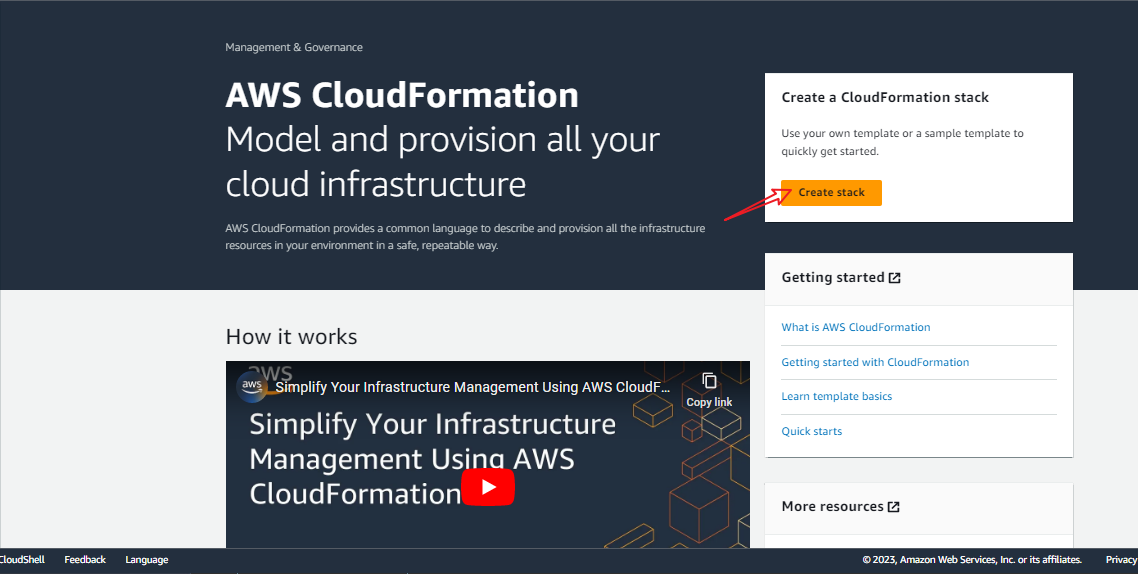 Management & Governance
AWS CloudFormation
Model and provision all your
cloud infrastructure
AWS CloudFormation provides a common language to describe and provision all the infrastructure
resources in your environment in a safe, repeatable way.
Create a CloudFormation stack
Use your own template or a sample template to
quickly get started.
Create stack
Getting started
What is AWS CloudFormation
Getting started with CloudFormation
Learn template basics
Quick starts
More resources
How it works
aws
aws
Simplify Your Infrastructure Management Using AWS CloudF...
Copy link
Simplify Your Infrastructure
Management Using AWS
CloudFormation
CloudShell
Feedback
Language
© 2023, Amazon Web Services, Inc. or its affiliates.
Privacy